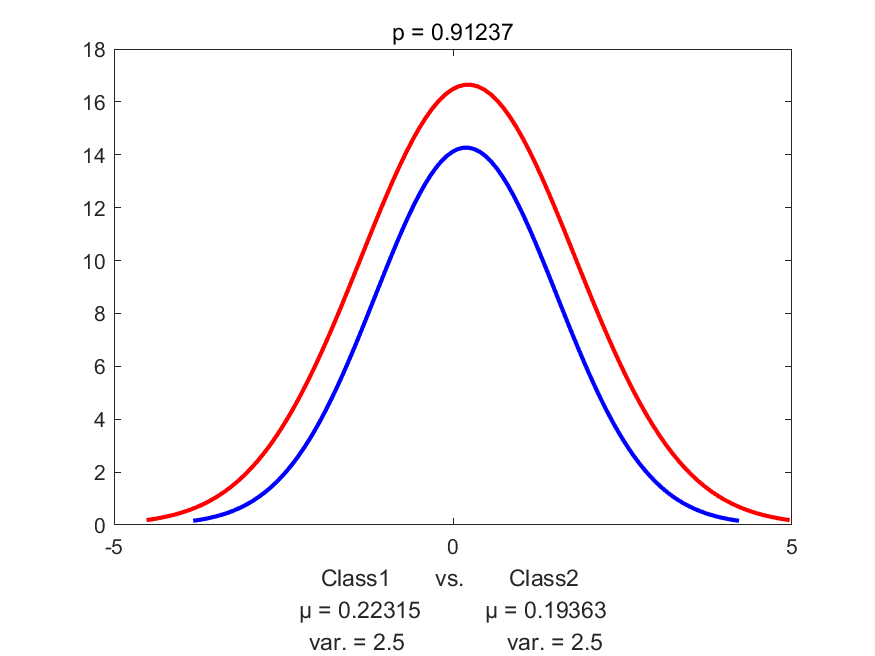 p = 0.91237
18
16
14
12
10
8
6
4
2
0
-5 0 5
Class1 vs. Class2
μ = 0.22315 μ = 0.19363
var. = 2.5 var. = 2.5